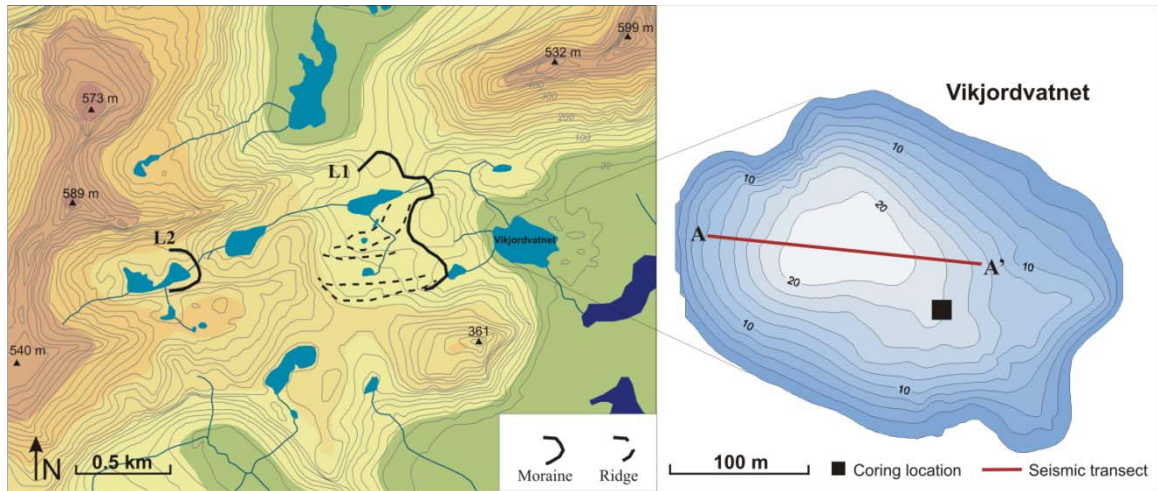 599 m
532 m
573 m
400
300
200
100
20
L1
589 m
L2
Vikjordvatnet
361
540 m
N
0.5 km
Moraine
Ridge
Vikjordvatnet
10
10
20
A
A'
20
10
10
10
100 m
Coring location
Seismic transect